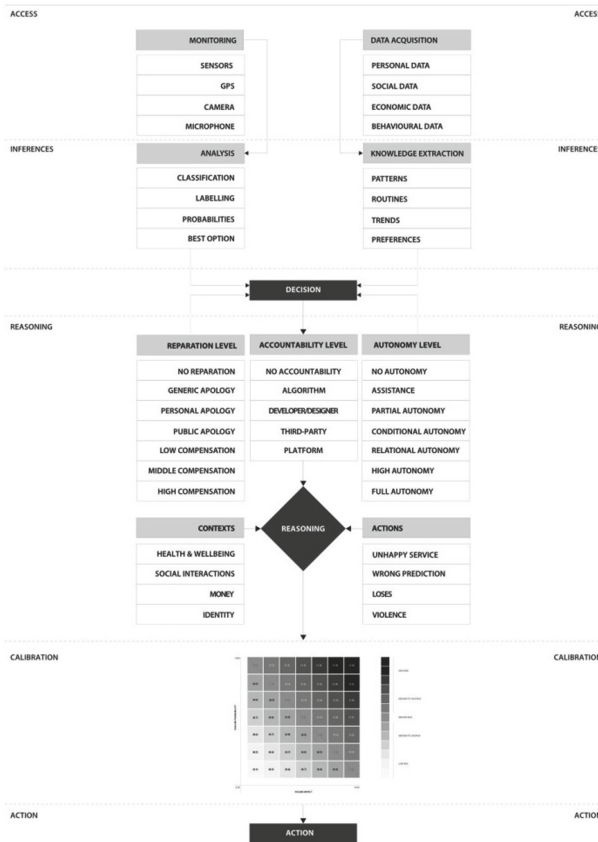 ACCESS
ACCESS
MONITORING
SENSORS
GPS
CAMERA
MICROPHONE
DATA ACQUISITION
PERSONAL DATA
SOCIAL DATA
ECONOMIC DATA
BEHAVIOURAL DATA
INFERENCES
INFERENCES
ANALYSIS
CLASSIFICATION
LABELLING
PROBABILITIES
BEST OPTION
KNOWLEDGE EXTRACTION
PATTERNS
ROUTINES
TRENDS
PREFERENCES
DECISION
REASONING
REASONING
REPARATION LEVEL
NO REPARATION
GENERIC APOLOGY
PERSONAL APOLOGY
PUBLIC APOLOGY
LOW COMPENSATION
MIDDLE COMPENSATION
HIGH COMPENSATION
ACCOUNTABILITY LEVEL
NO ACCOUNTABILITY
ALGORITHM
DEVELOPER/DESIGNER
THIRD-PARTY
PLATFORM
AUTONOMY LEVEL
NO AUTONOMY
ASSISTANCE
PARTIAL AUTONOMY
CONDITIONAL AUTONOMY
RELATIONAL AUTONOMY
HIGH AUTONOMY
FULL AUTONOMY
REASONING
CONTEXTS
HEALTH & WELLBEING
SOCIAL INTERACTIONS
MONEY
IDENTITY
ACTIONS
UNHAPPY SERVICE
WRONG PREDICTION
LOSES
VIOLENCE
CALIBRATION
CALIBRATION
ACTION
ACTION
ACTION